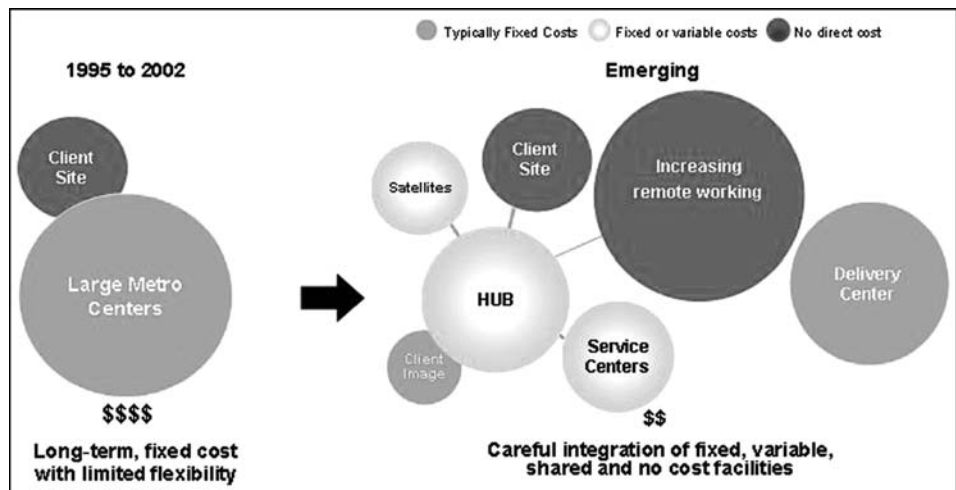 Typically Fixed Costs
Fixed or variable costs
No direct cost
1995 to 2002
Emerging
Client
Site
Large Metro
Centers
$$$$
Long-term, fixed cost
with limited flexibility
Satellites
Client
Site
Increasing
remote working
HUB
Delivery
Center
Client
Image
Service
Centers
$$
Careful integration of fixed, variable,
shared and no cost facilities